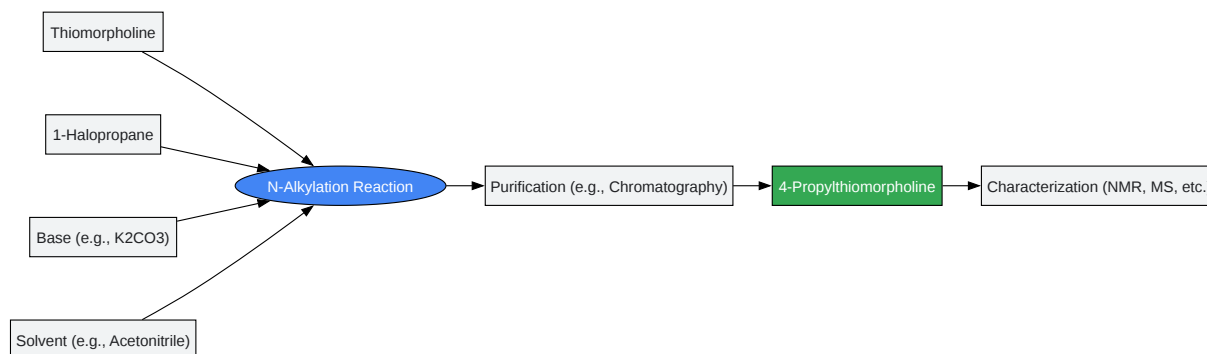 Thiomorpholine
1-Halopropane
N-Alkylation Reaction
Purification (e.g., Chromatography)
4-Propylthiomorpholine
Characterization (NMR, MS, etc.
Base (e.g., K2CO3)
Solvent (e.g., Acetonitrile)